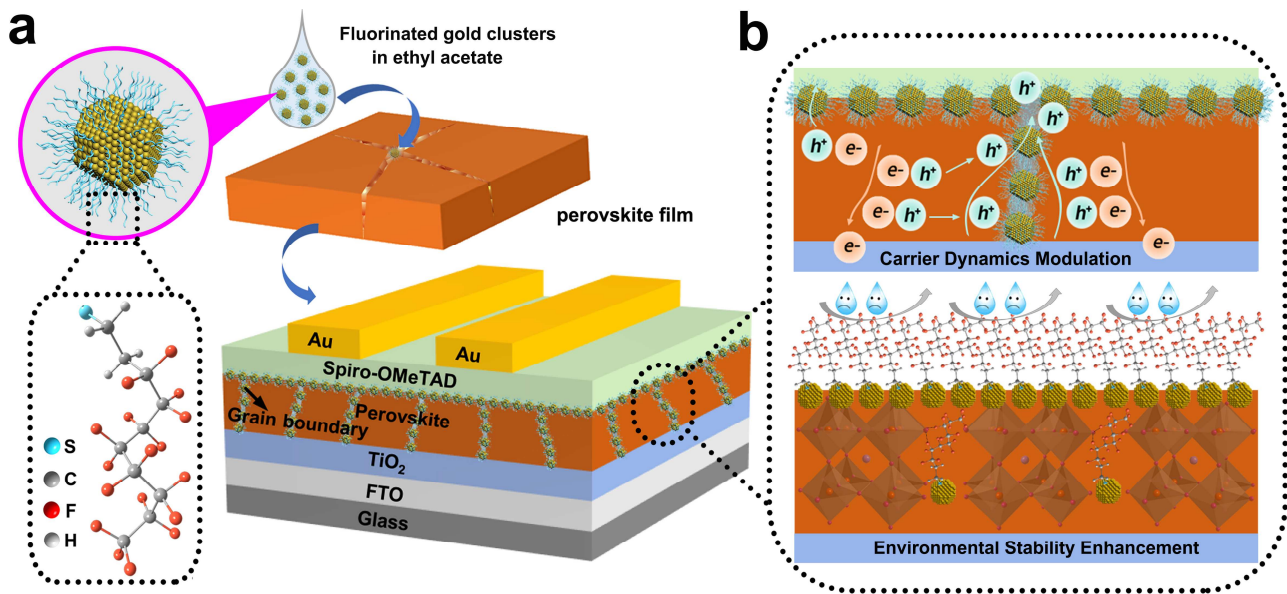 a
Fluorinated gold clusters
in ethyl acetate
perovskite film
Au
Au
Spiro-OMeTAD
Perovskite
Grain boundary
TiO₂
FTO
Glass
S
C
F
H
b
h⁺
h⁺
h⁺
e-
h⁺
e-
h⁺
h⁺
e-
e-
h⁺
h⁺
h⁺
e-
e-
e-
Carrier Dynamics Modulation
Environmental Stability Enhancement